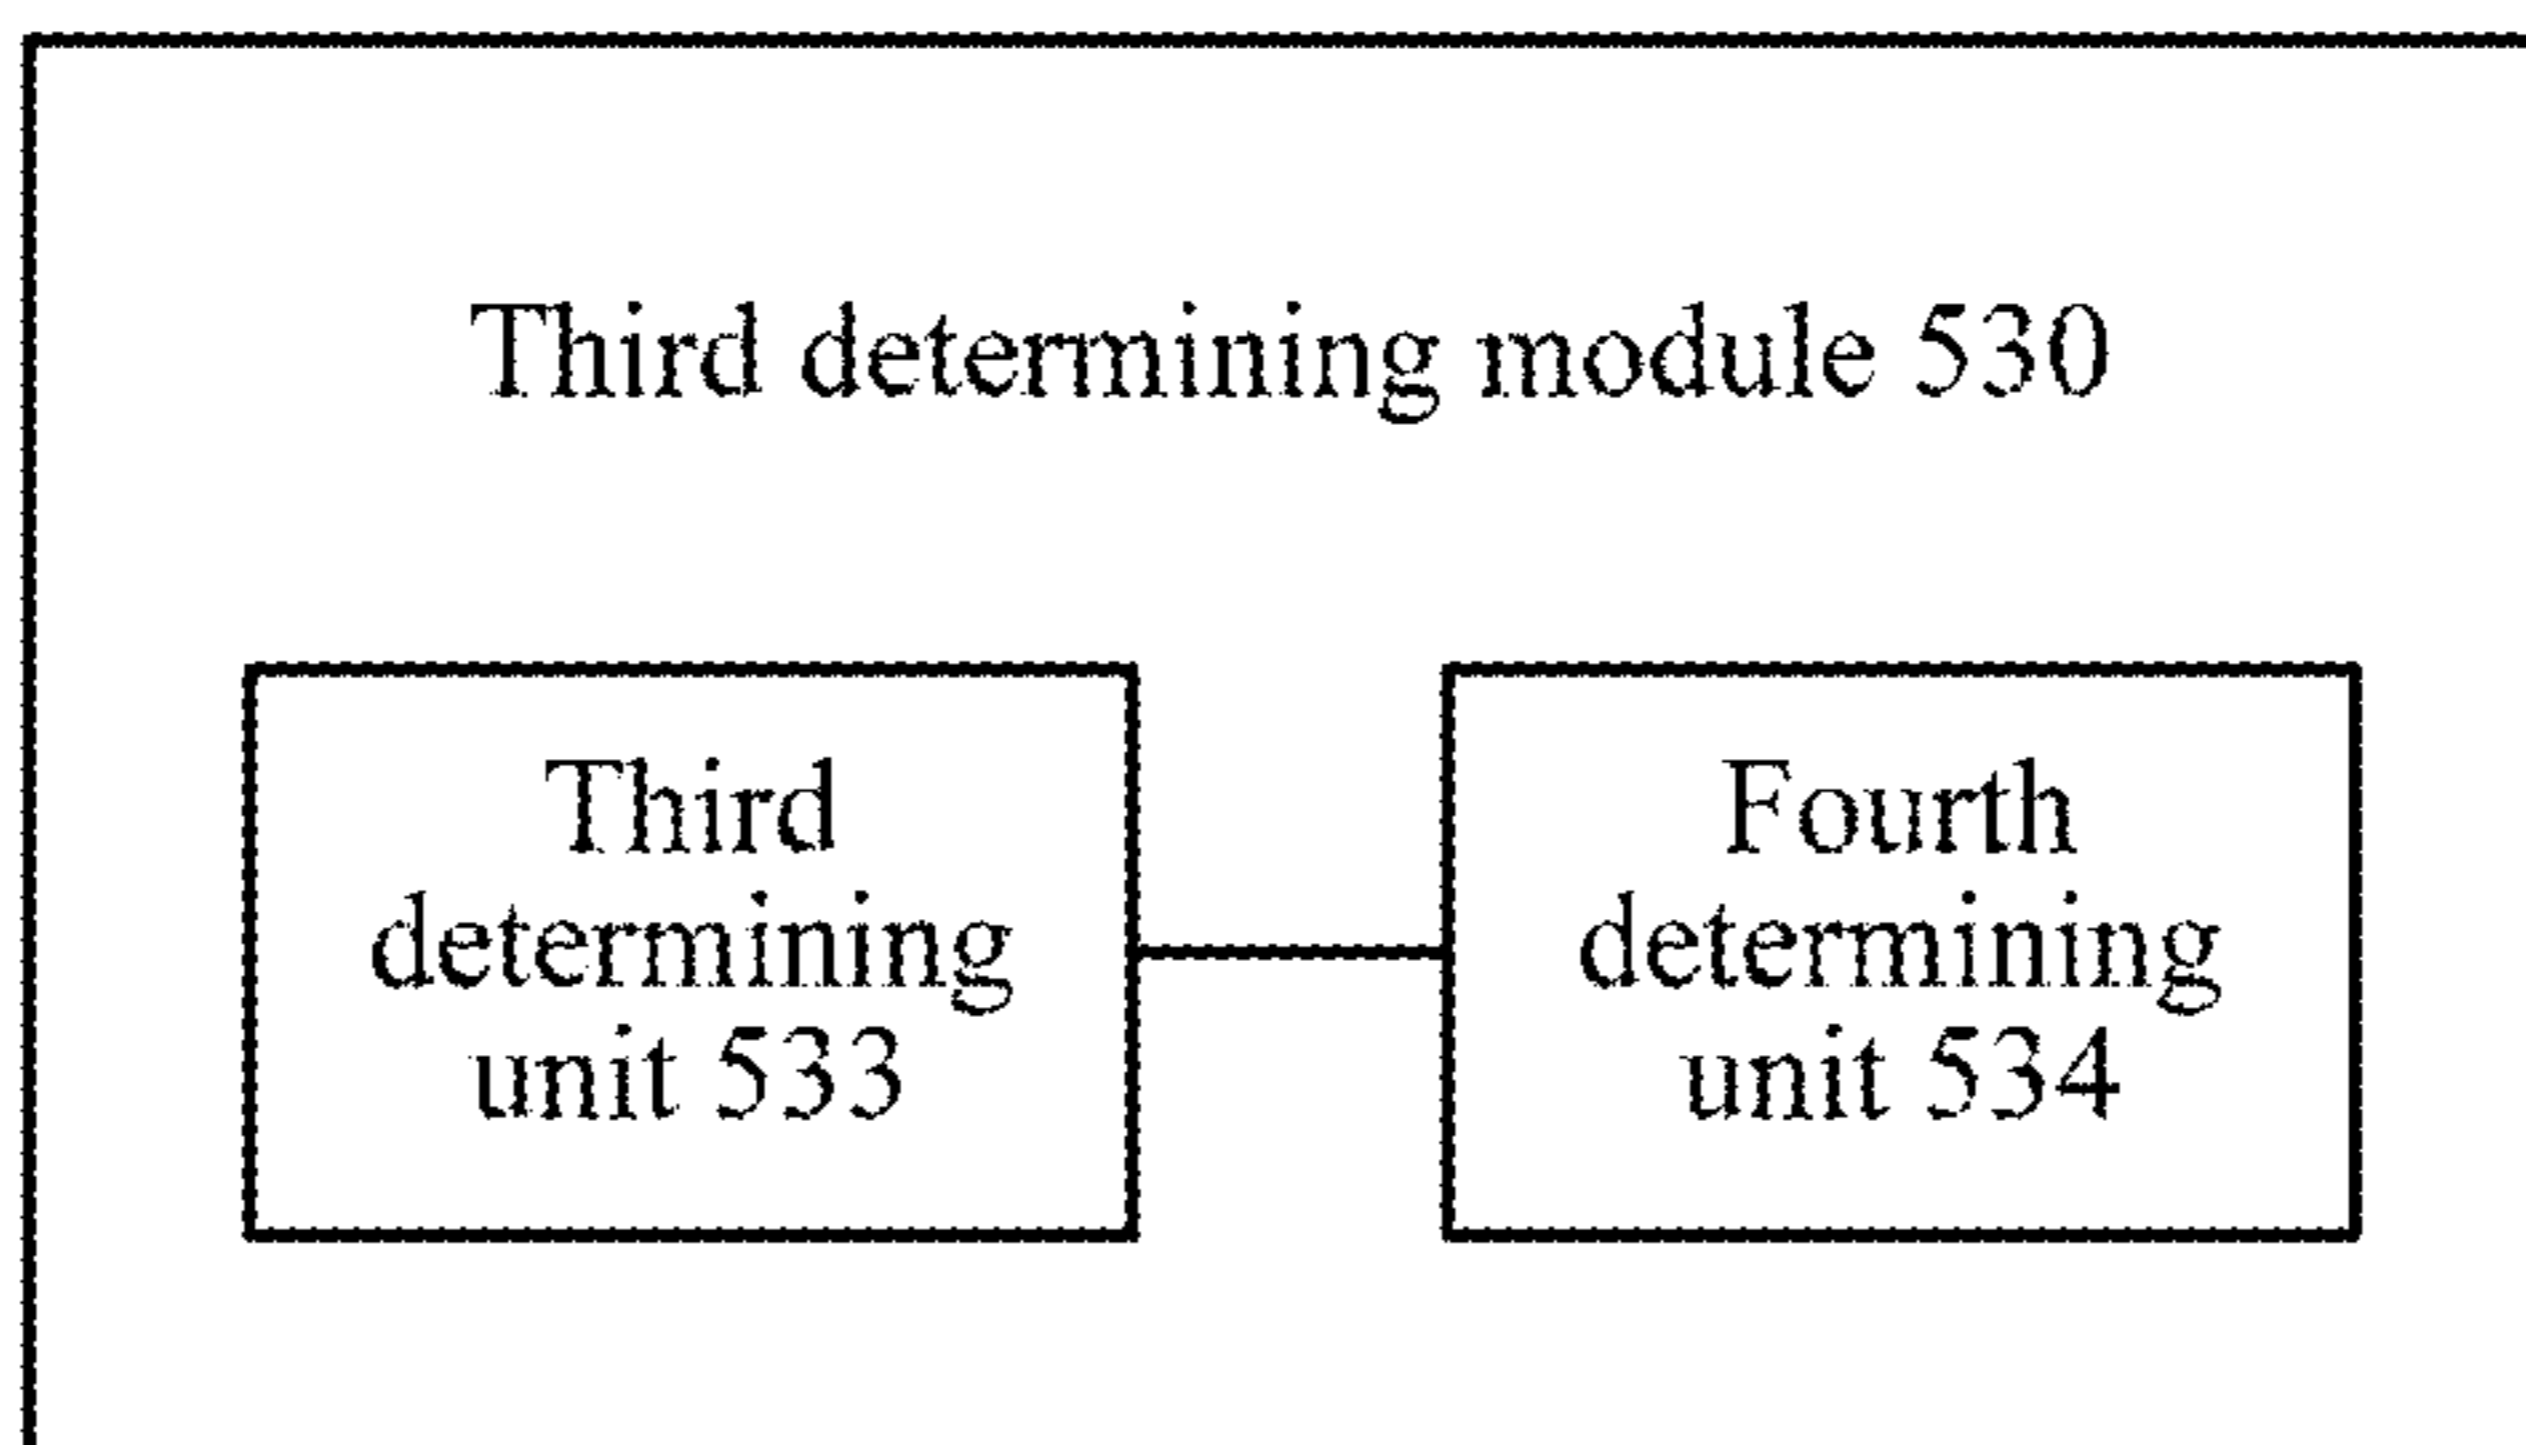 Third determining module 530
Third
determining
unit 533
Fourth
determining
unit 534